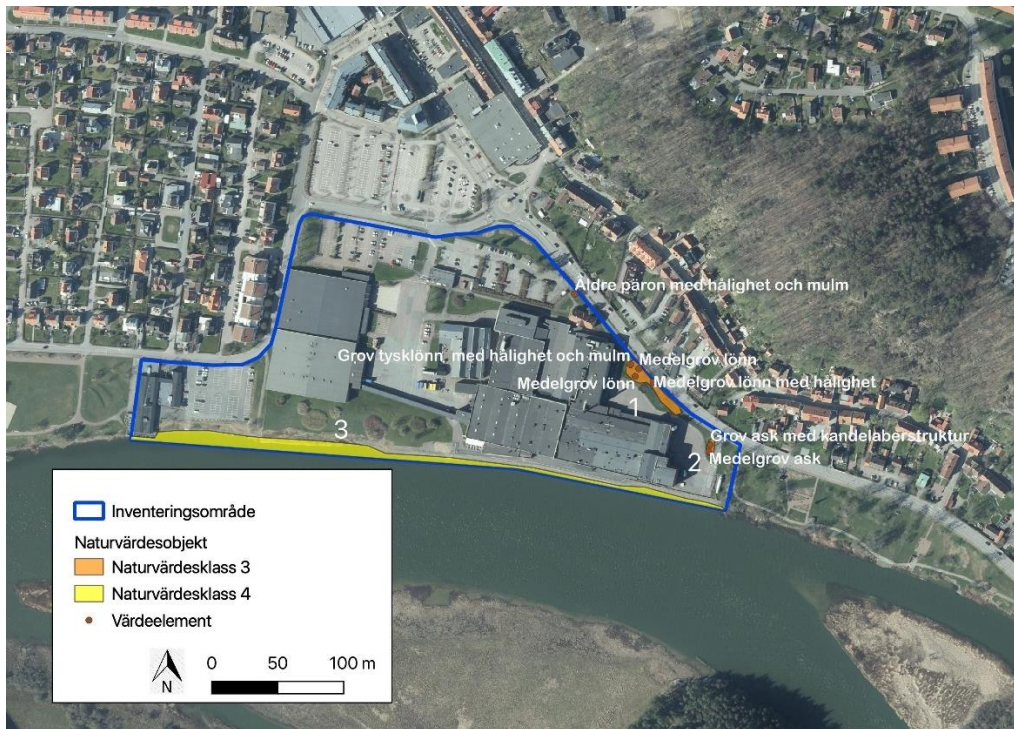 Äldre päron med hålighet och mulm
Grov tysklönn med hålighet och mulm
Medelgrov lönn
Medelgrov lönn
Medelgrov lönn med hålighet
1
Grov ask med kandelaberstruktur
2 Medelgrov ask
3
Inventeringsområde
Naturvärdesobjekt
Naturvärdesklass 3
Naturvärdesklass 4
Värdeelement
N
0 50 100 m